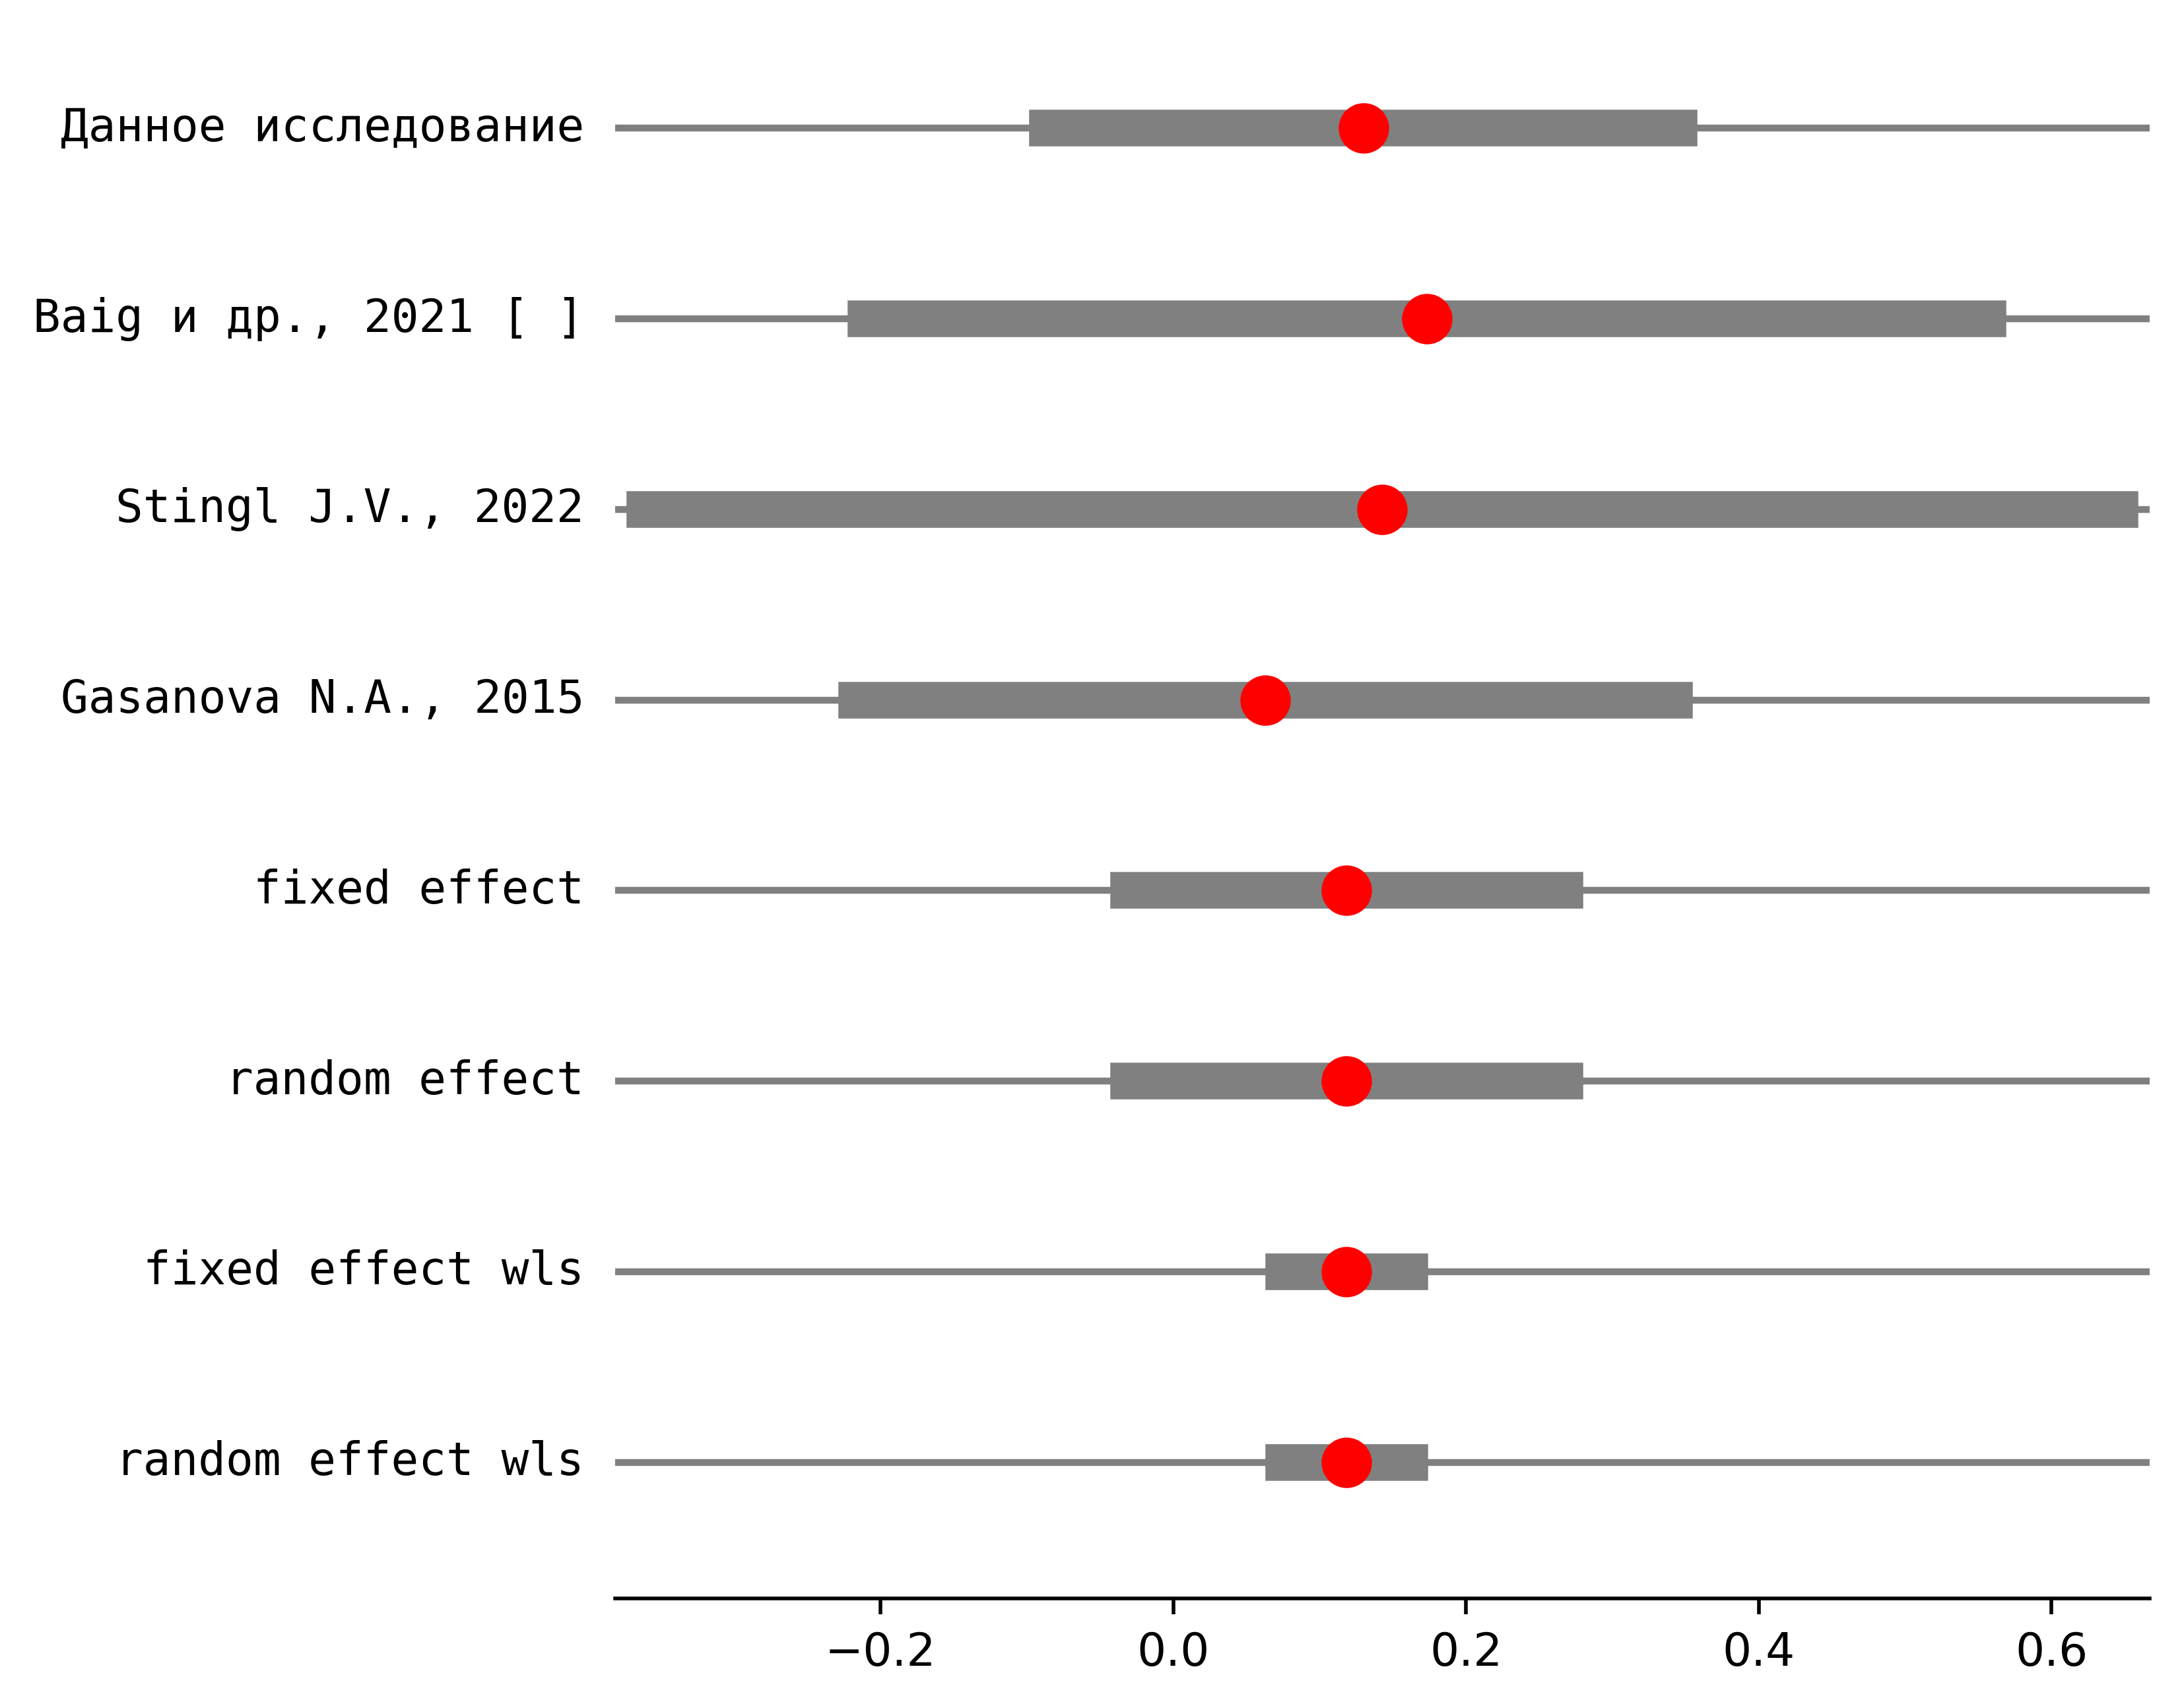 Данное исследование
Baig и др., 2021 [ ]
Stingl J.V., 2022
Gasanova N.A., 2015
fixed effect
random effect
fixed effect wls
random effect wls
−0.2 0.0 0.2 0.4 0.6